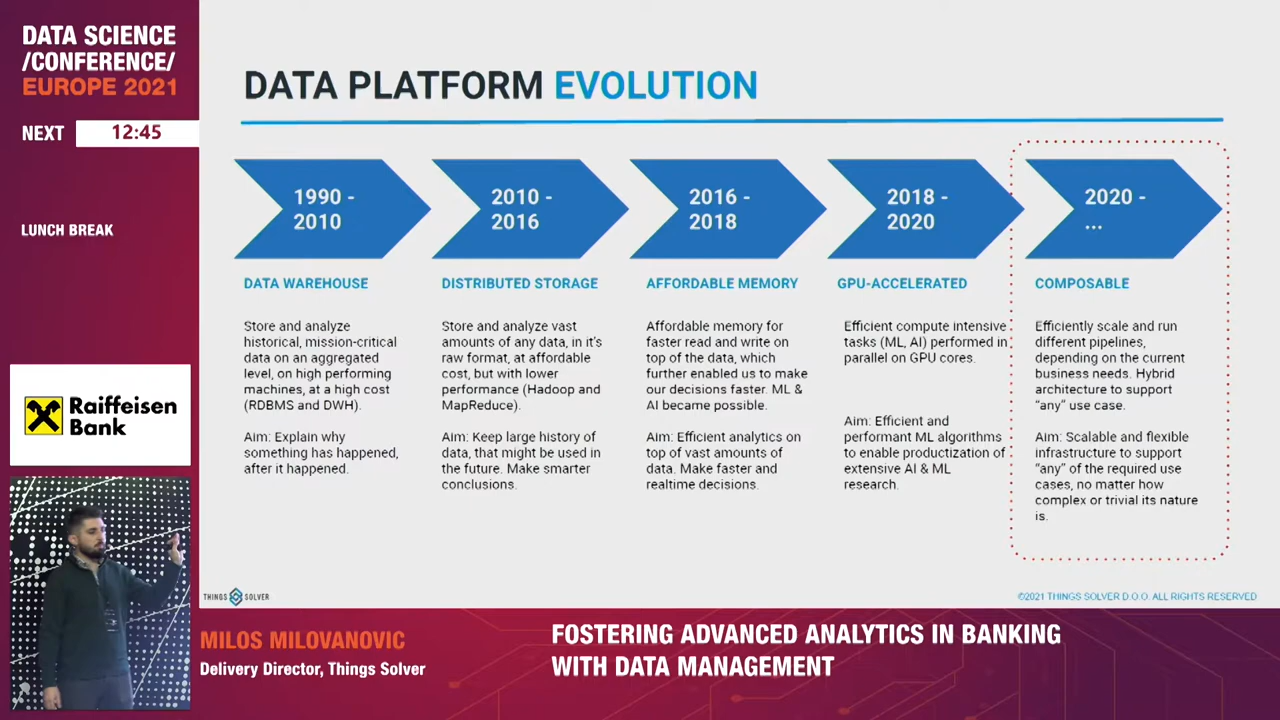 DATA SCIENCE
/CONFERENCE/
EUROPE 2021
NEXT
12:45
LUNCH BREAK
Raiffeisen
Bank
DATA PLATFORM EVOLUTION
1990 -
2010
DATA WAREHOUSE
Store and analyze
historical, mission-critical
data on an aggregated
level, on high performing
machines, at a high cost
(RDBMS and DWH).
Aim: Explain why
something has happened,
after it happened.
2010 -
2016
DISTRIBUTED STORAGE
Store and analyze vast
amounts of any data, in it's
raw format, at affordable
cost, but with lower
performance (Hadoop and
MapReduce).
Aim: Keep large history of
data, that might be used in
the future. Make smarter
conclusions.
2016 -
2018
AFFORDABLE MEMORY
Affordable memory for
faster read and write on
top of the data, which
further enabled us to make
our decisions faster. ML &
AI became possible.
Aim: Efficient analytics on
top of vast amounts of
data. Make faster and
realtime decisions.
2018 -
2020
GPU-ACCELERATED
Efficient compute intensive
tasks (ML, AI) performed in
parallel on GPU cores.
Aim: Efficient and
performant ML algorithms
to enable productization of
extensive AI & ML
research.
2020 -
...
COMPOSABLE
Efficiently scale and run
different pipelines,
depending on the current
business needs. Hybrid
architecture to support
“any” use case.
Aim: Scalable and flexible
infrastructure to support
“any” of the required use
cases, no matter how
complex or trivial its nature
is.
THINGS SOLVER
©2021 THINGS SOLVER D.O.O. ALL RIGHTS RESERVED
MILOS MILOVANOVIC
Delivery Director, Things Solver
FOSTERING ADVANCED ANALYTICS IN BANKING
WITH DATA MANAGEMENT